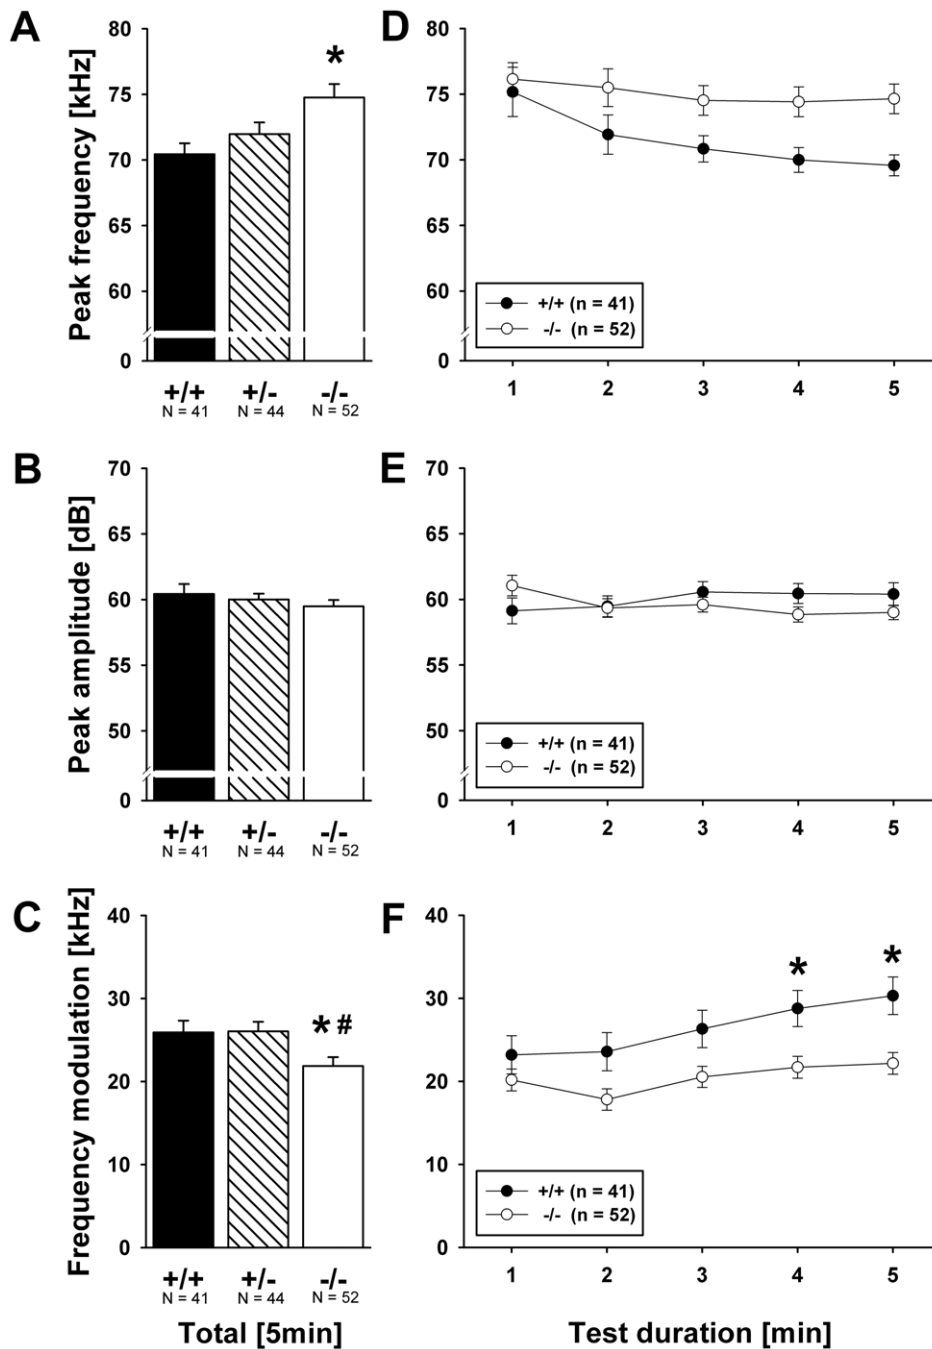 A
Peak frequency [kHz]
80
75
70
65
60
0
*
+/+ +/- -/-
N = 41 N = 44 N = 52
D
80
75
70
65
60
0
+/+ (n = 41)
-/- (n = 52)
1 2 3 4 5
B
Peak amplitude [dB]
70
65
60
55
50
0
+/+ +/- -/-
N = 41 N = 44 N = 52
E
70
65
60
55
50
0
+/+ (n = 41)
-/- (n = 52)
1 2 3 4 5
C
Frequency modulation [kHz]
40
30
20
10
0
* #
+/+ +/- -/-
N = 41 N = 44 N = 52
Total [5min]
F
40
30
20
10
0
* *
+/+ (n = 41)
-/- (n = 52)
1 2 3 4 5
Test duration [min]